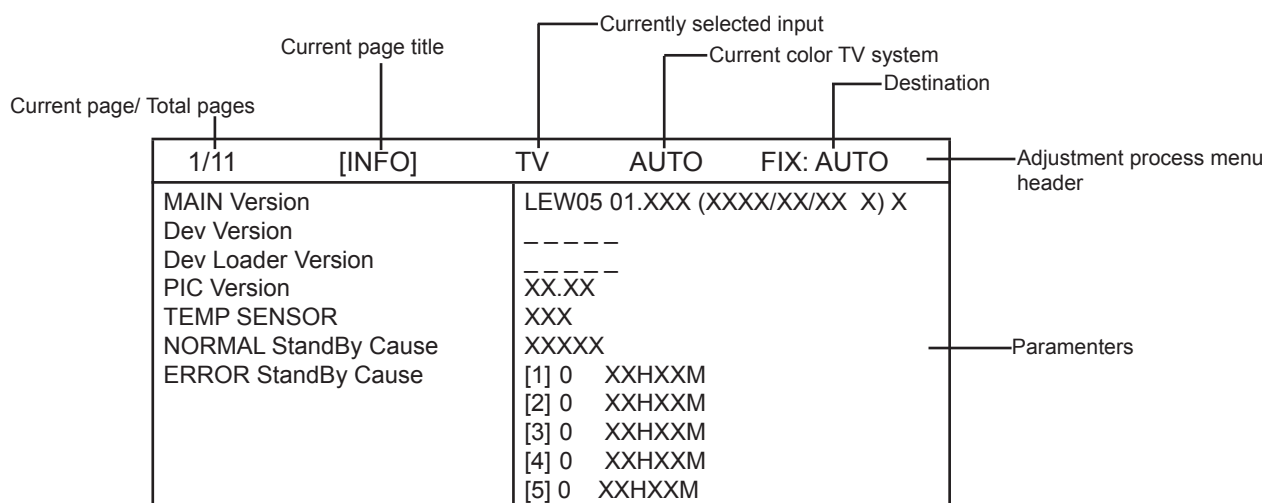 Currently selected input
Current page title
Current color TV system
Destination
Current page/ Total pages
1/11 [INFO] TV AUTO FIX: AUTO
Adjustment process menu
header
MAIN Version LEW05 01.XXX (XXXX/XX/XX X) X
Dev Version _ _ _ _ _
Dev Loader Version _ _ _ _ _
PIC Version XX.XX
TEMP SENSOR XXX
NORMAL StandBy Cause XXXXX
Paramenters
ERROR StandBy Cause [1] 0 XXHXXM
[2] 0 XXHXXM
[3] 0 XXHXXM
[4] 0 XXHXXM
[5] 0 XXHXXM